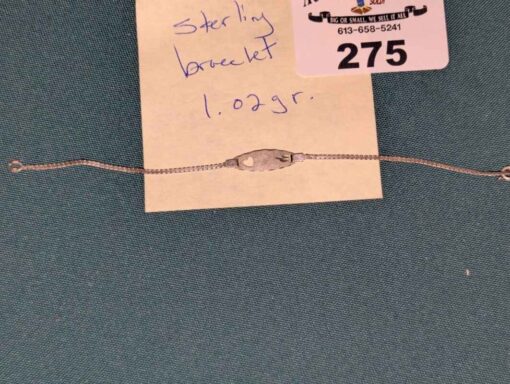 BIG OR SMALL, WE SELL IT ALL
613-658-5241
275
sterling
bracelet
1.02gr.